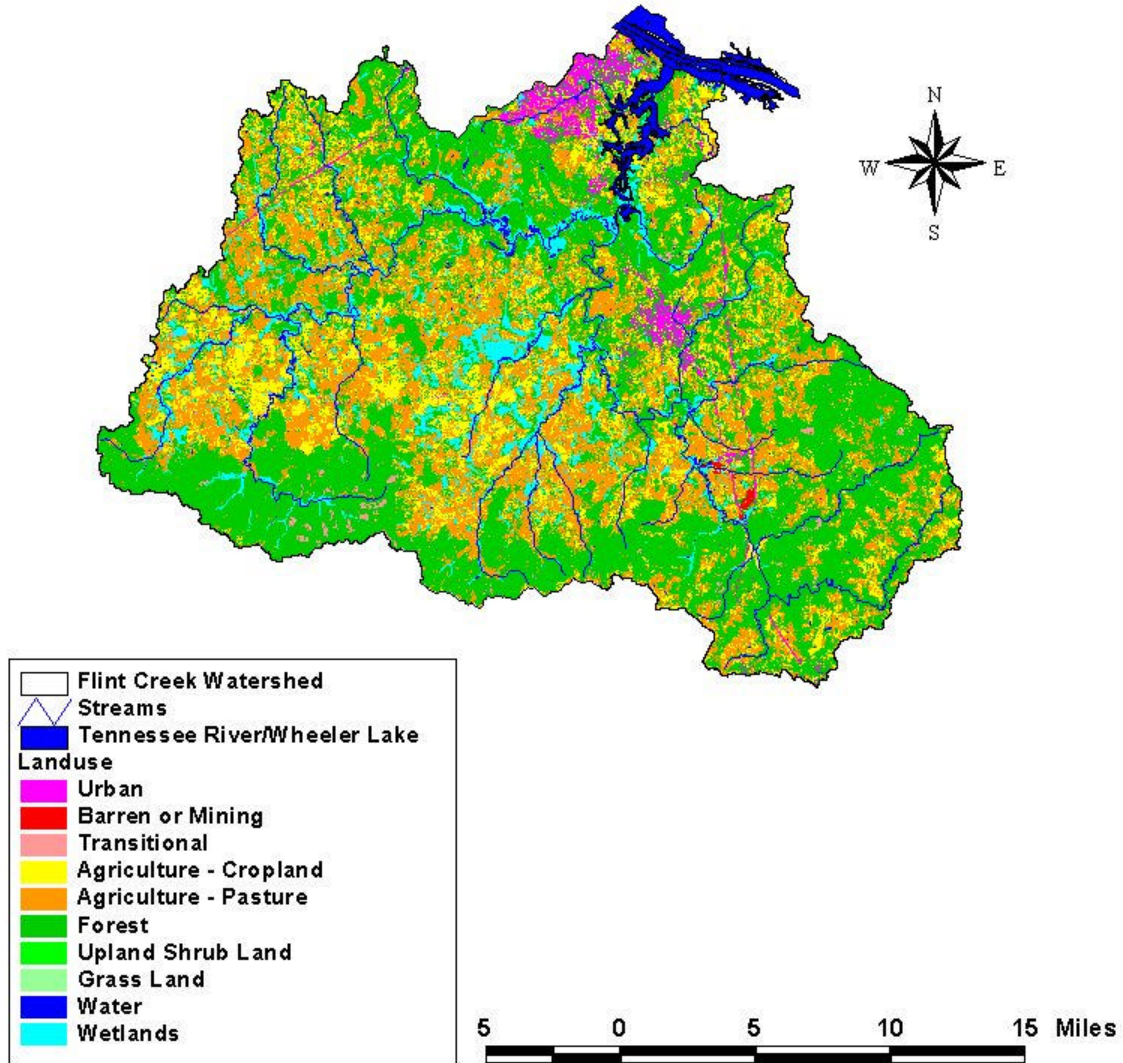 N
W E
S
Flint Creek Watershed
Streams
Tennessee River/Wheeler Lake
Landuse
Urban
Barren or Mining
Transitional
Agriculture - Cropland
Agriculture - Pasture
Forest
Upland Shrub Land
Grass Land
Water
Wetlands
5 0 5 10 15 Miles